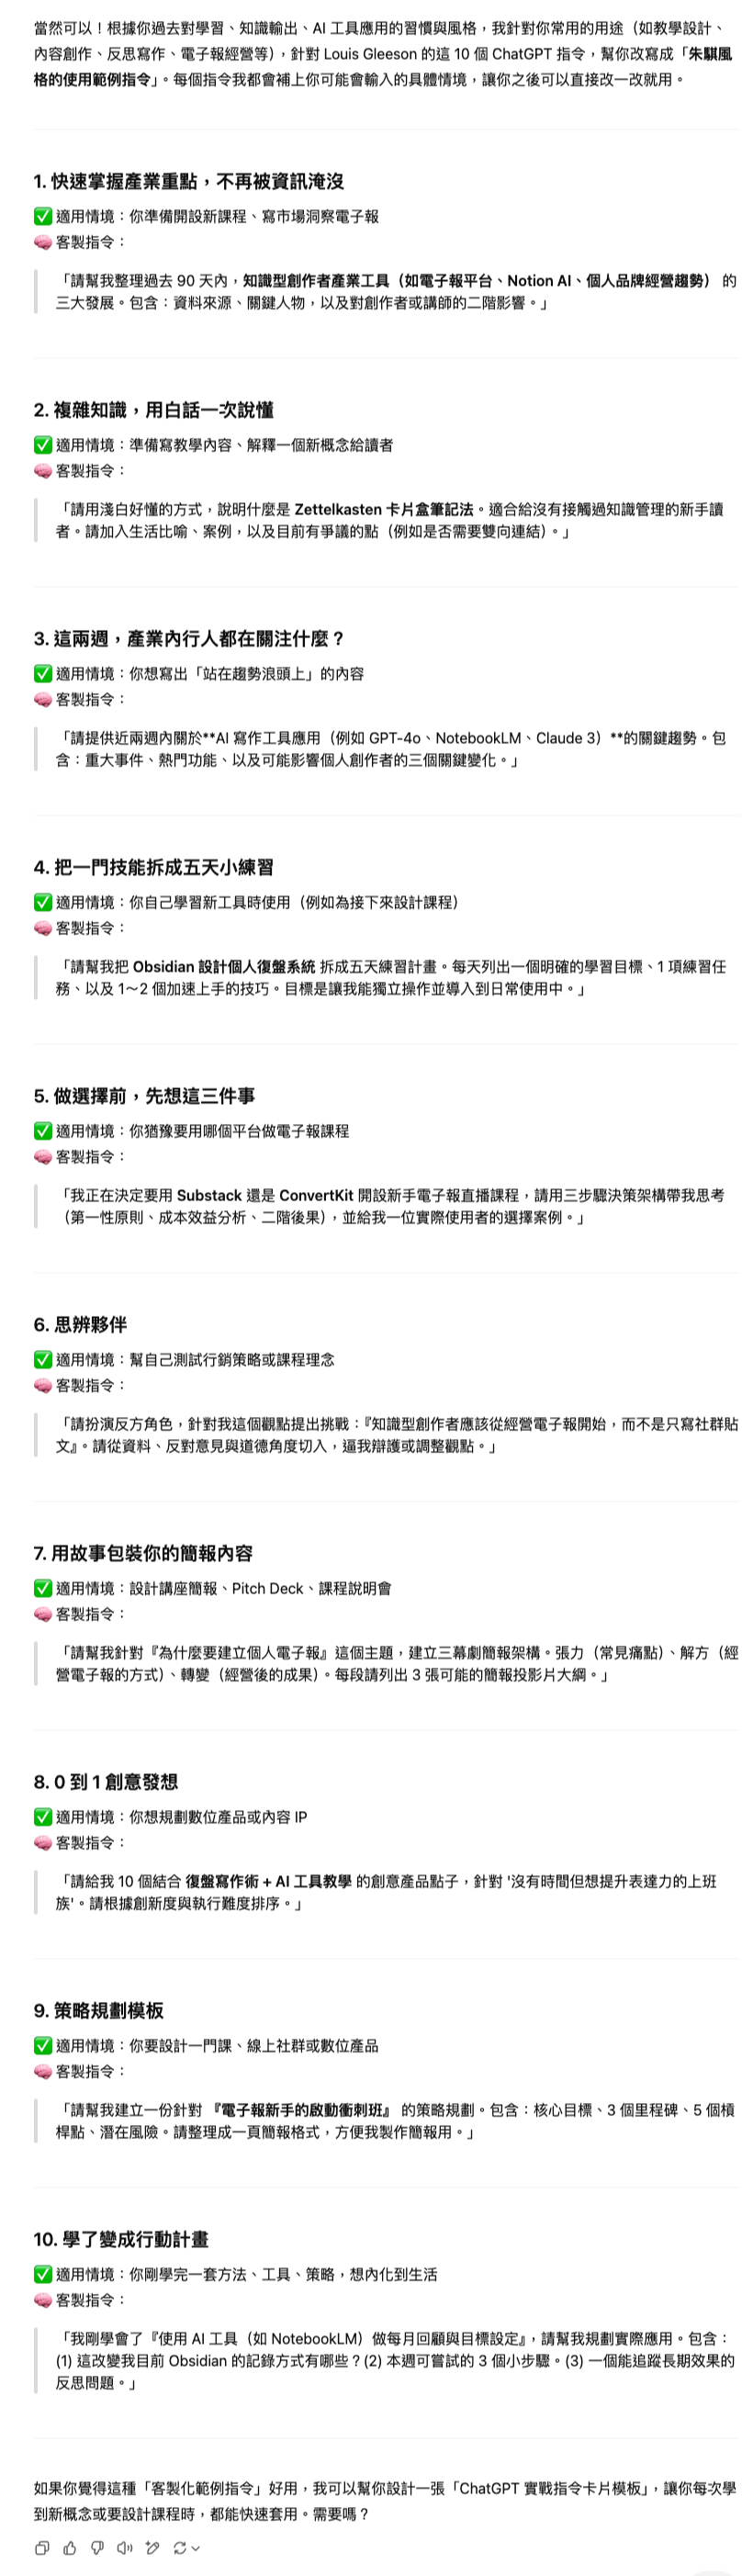 當然可以！根據你過去對學習、知識輸出、AI 工具應用的習慣與風格，我針對你常用的用途（如教學設計、
內容創作、反思寫作、電子報經營等），針對 Louis Gleeson 的這 10 個 ChatGPT 指令，幫你改寫成「朱騏風
格的使用範例指令」。每個指令我都會補上你可能會輸入的具體情境，讓你之後可以直接改一改就用。
1. 快速掌握產業重點，不再被資訊淹沒
✅ 適用情境：你準備開設新課程、寫市場洞察電子報
🧠 客製指令：
「請幫我整理過去 90 天內，知識型創作者產業工具（如電子報平台、Notion AI、個人品牌經營趨勢） 的
三大發展。包含：資料來源、關鍵人物，以及對創作者或講師的二階影響。」
2. 複雜知識，用白話一次說懂
✅ 適用情境：準備寫教學內容、解釋一個新概念給讀者
🧠 客製指令：
「請用淺白好懂的方式，說明什麼是 Zettelkasten 卡片盒筆記法。適合給沒有接觸過知識管理的新手讀
者。請加入生活比喻、案例，以及目前有爭議的點（例如是否需要雙向連結）。」
3. 這兩週，產業內行人都在關注什麼？
✅ 適用情境：你想寫出「站在趨勢浪頭上」的內容
🧠 客製指令：
「請提供近兩週內關於**AI 寫作工具應用（例如 GPT-4o、NotebookLM、Claude 3）**的關鍵趨勢。包
含：重大事件、熱門功能、以及可能影響個人創作者的三個關鍵變化。」
4. 把一門技能拆成五天小練習
✅ 適用情境：你自己學習新工具時使用（例如為接下來設計課程）
🧠 客製指令：
「請幫我把 Obsidian 設計個人復盤系統 拆成五天練習計畫。每天列出一個明確的學習目標、1 項練習任
務、以及 1～2 個加速上手的技巧。目標是讓我能獨立操作並導入到日常使用中。」
5. 做選擇前，先想這三件事
✅ 適用情境：你猶豫要用哪個平台做電子報課程
🧠 客製指令：
「我正在決定要用 Substack 還是 ConvertKit 開設新手電子報直播課程，請用三步驟決策架構帶我思考
（第一性原則、成本效益分析、二階後果），並給我一位實際使用者的選擇案例。」
6. 思辨夥伴
✅ 適用情境：幫自己測試行銷策略或課程理念
🧠 客製指令：
「請扮演反方角色，針對我這個觀點提出挑戰：『知識型創作者應該從經營電子報開始，而不是只寫社群貼
文』。請從資料、反對意見與道德角度切入，逼我辯護或調整觀點。」
7. 用故事包裝你的簡報內容
✅ 適用情境：設計講座簡報、Pitch Deck、課程說明會
🧠 客製指令：
「請幫我針對『為什麼要建立個人電子報』這個主題，建立三幕劇簡報架構。張力（常見痛點）、解方（經
營電子報的方式）、轉變（經營後的成果）。每段請列出 3 張可能的簡報投影片大綱。」
8. 0 到 1 創意發想
✅ 適用情境：你想規劃數位產品或內容 IP
🧠 客製指令：
「請給我 10 個結合 復盤寫作術 + AI 工具教學 的創意產品點子，針對 '沒有時間但想提升表達力的上班
族'。請根據創新度與執行難度排序。」
9. 策略規劃模板
✅ 適用情境：你要設計一門課、線上社群或數位產品
🧠 客製指令：
「請幫我建立一份針對 『電子報新手的啟動衝刺班』 的策略規劃。包含：核心目標、3 個里程碑、5 個槓
桿點、潛在風險。請整理成一頁簡報格式，方便我製作簡報用。」
10. 學了變成行動計畫
✅ 適用情境：你剛學完一套方法、工具、策略，想內化到生活
🧠 客製指令：
「我剛學會了『使用 AI 工具（如 NotebookLM）做每月回顧與目標設定』，請幫我規劃實際應用。包含：
(1) 這改變我目前 Obsidian 的記錄方式有哪些？(2) 本週可嘗試的 3 個小步驟。(3) 一個能追蹤長期效果的
反思問題。」
如果你覺得這種「客製化範例指令」好用，我可以幫你設計一張「ChatGPT 實戰指令卡片模板」，讓你每次學
到新概念或要設計課程時，都能快速套用。需要嗎？